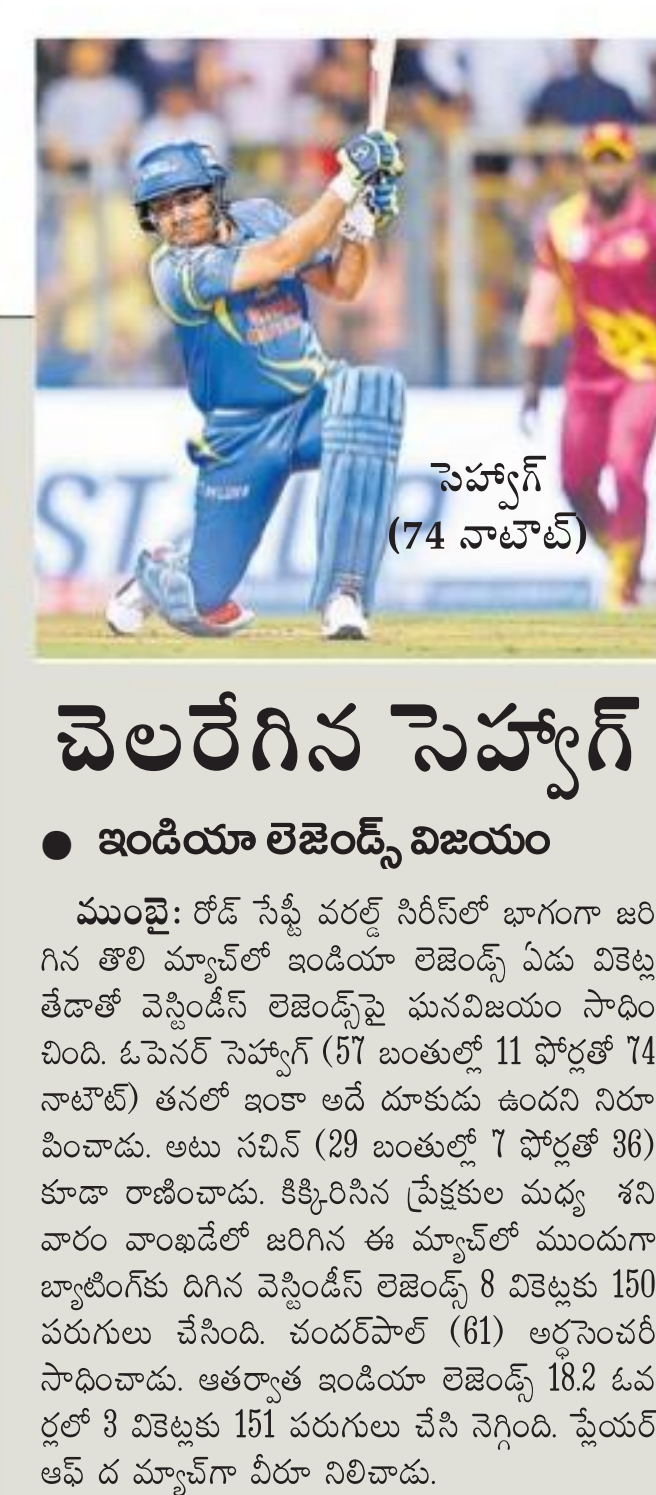 సెహ్వాగ్
(74 నాటౌట్)
చెలరేగిన సెహ్వాగ్
● ఇండియా లెజెండ్స్ విజయం
ముంబై: రోడ్ సేఫ్టీ వరల్డ్ సిరీస్‌లో భాగంగా జరి
గిన తొలి మ్యాచ్‌లో ఇండియా లెజెండ్స్ ఏడు వికెట్ల
తేడాతో వెస్టిండీస్ లెజెండ్స్‌పై ఘనవిజయం సాధిం
చింది. ఓపెనర్ సెహ్వాగ్ (57 బంతుల్లో 11 ఫోర్లతో 74
నాటౌట్) తనలో ఇంకా అదే దూకుడు ఉందని నిరూ
పించాడు. అటు సచిన్ (29 బంతుల్లో 7 ఫోర్లతో 36)
కూడా రాణించాడు. కిక్కిరిసిన ప్రేక్షకుల మధ్య శని
వారం వాంఖడేలో జరిగిన ఈ మ్యాచ్‌లో ముందుగా
బ్యాటింగ్‌కు దిగిన వెస్టిండీస్ లెజెండ్స్ 8 వికెట్లకు 150
పరుగులు చేసింది. చందర్‌పాల్ (61) అర్ధసెంచరీ
సాధించాడు. ఆతర్వాత ఇండియా లెజెండ్స్ 18.2 ఓవ
ర్లలో 3 వికెట్లకు 151 పరుగులు చేసి నెగ్గింది. ప్లేయర్
ఆఫ్ ద మ్యాచ్‌గా వీరూ నిలిచాడు.